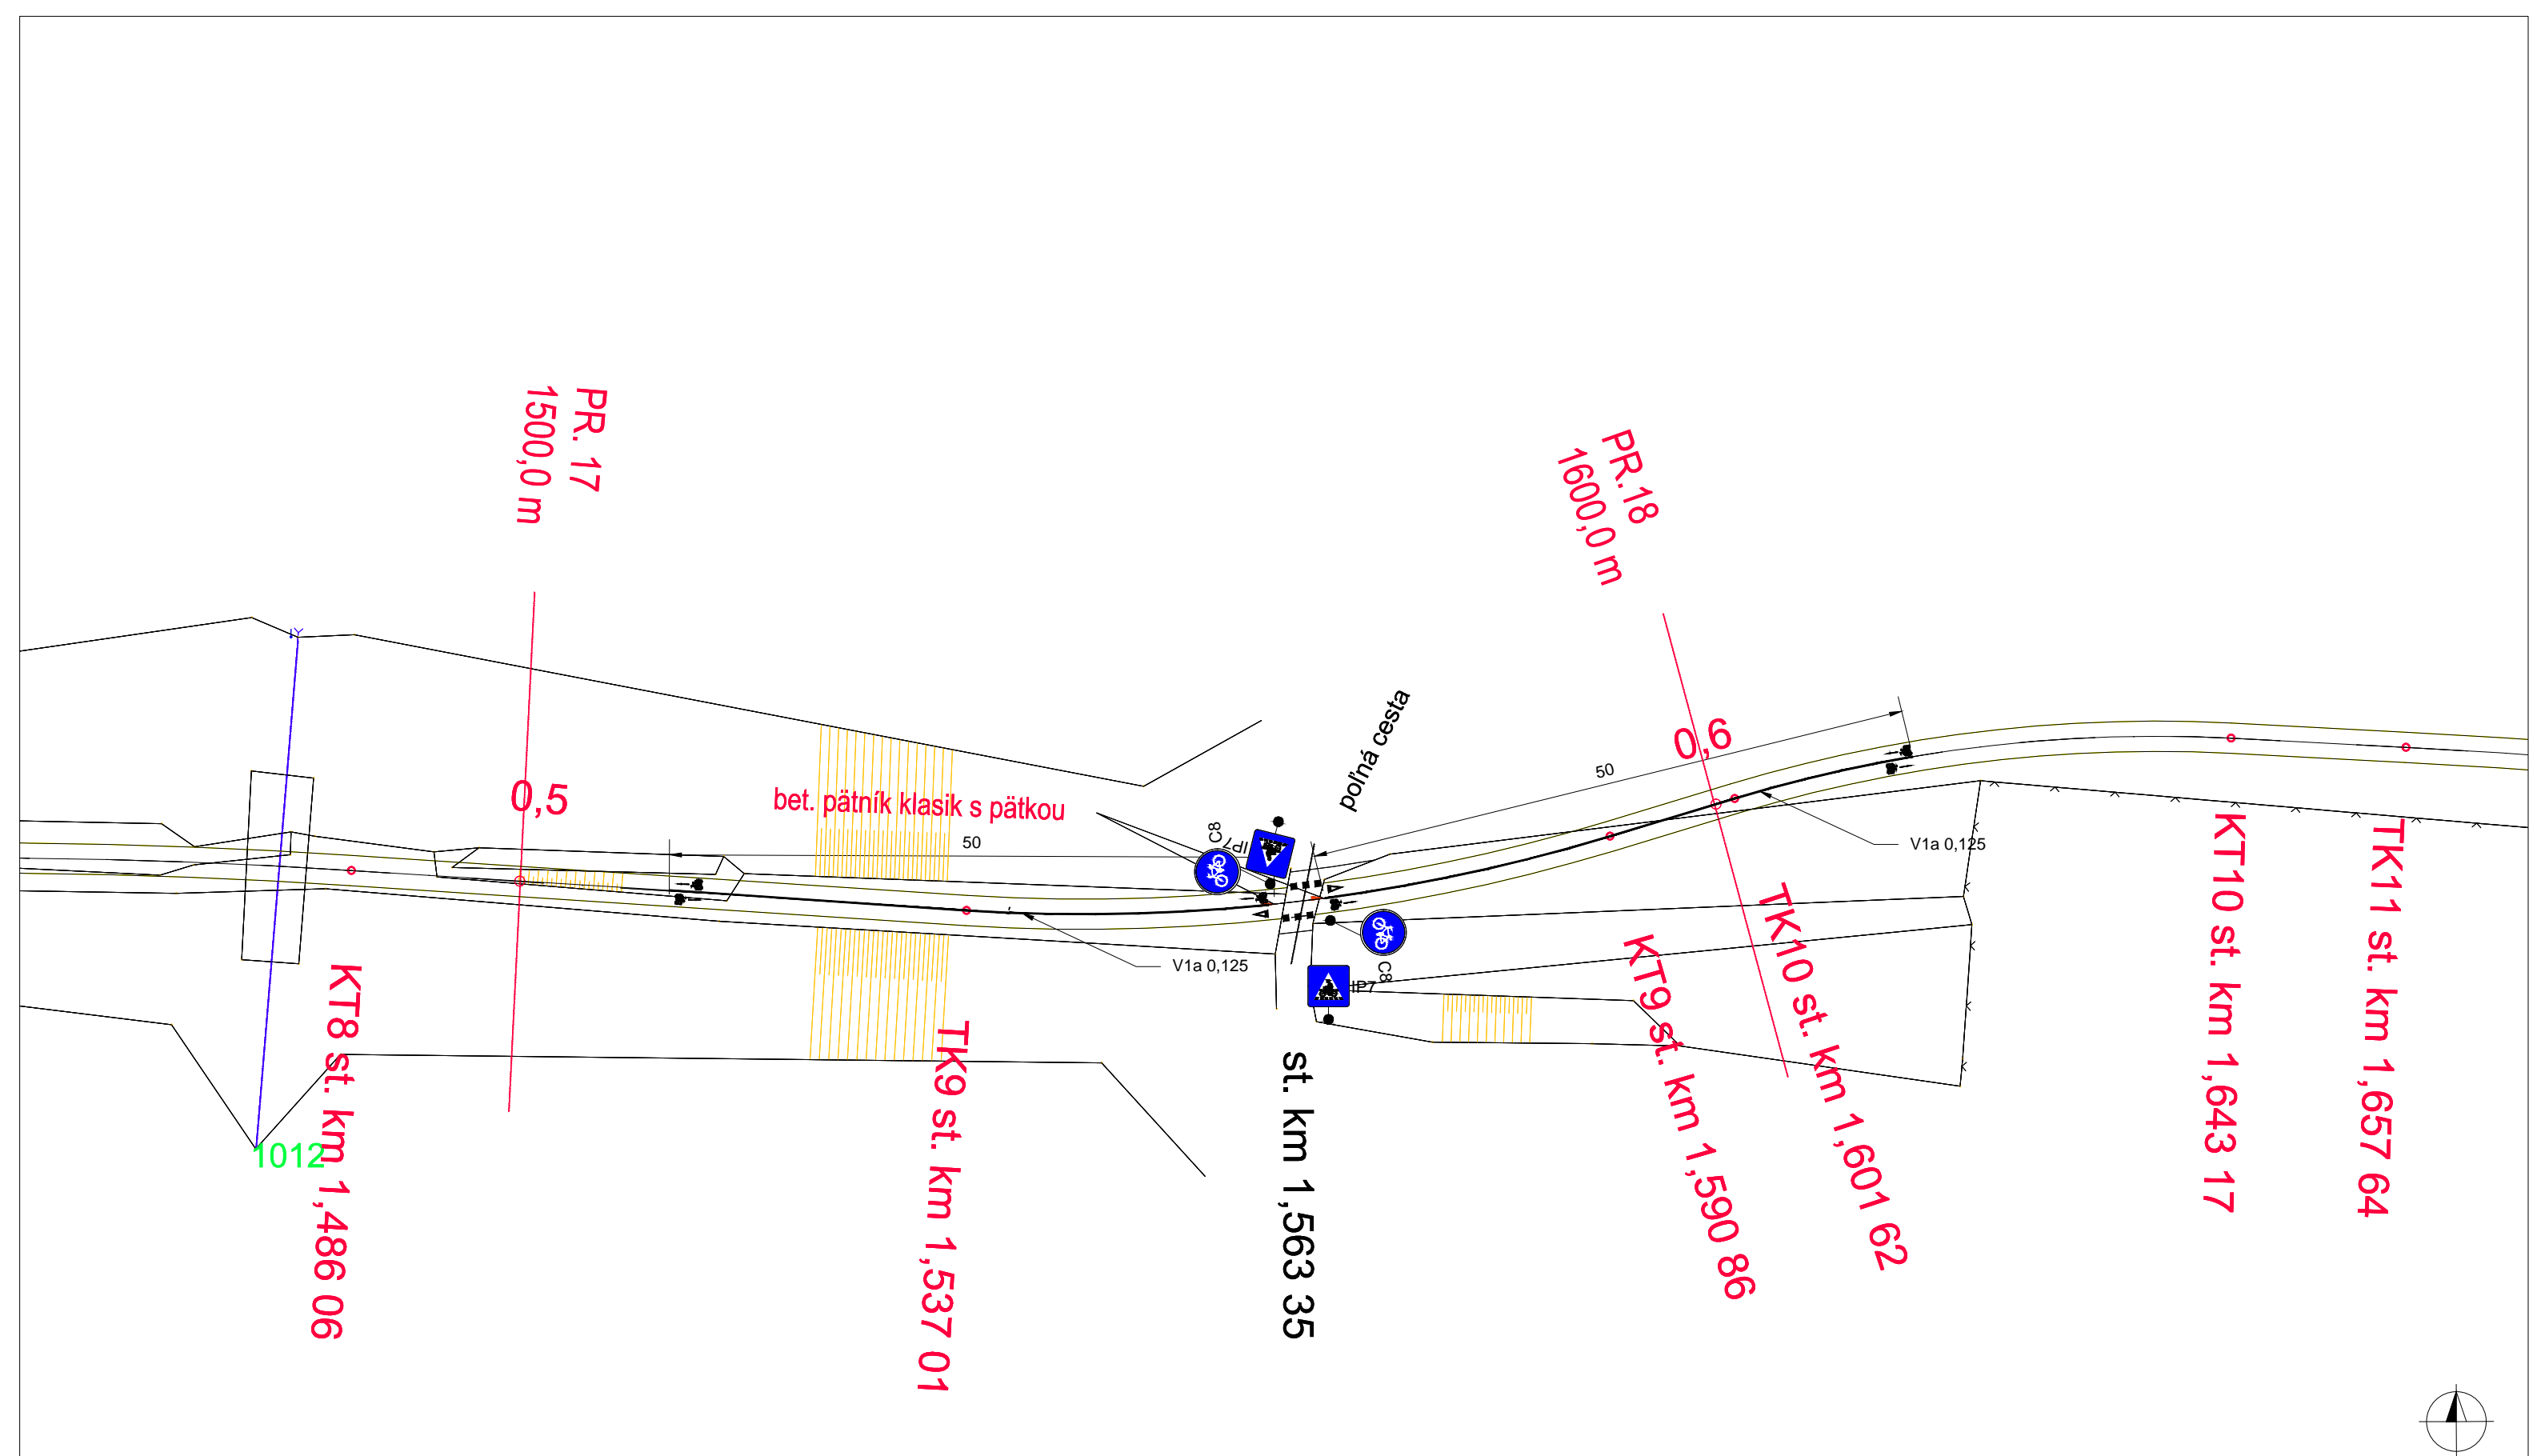 PR. 17
1500,0 m
PR.18
1600,0 m
poľná cesta
0,6
0,5
bet. pätník klasik s pätkou
50
50
C8
IP7
V1a 0,125
V1a 0,125
C8
IP7
KT8 st. km 1,486 06
TK9 st. km 1,537 01
st. km 1,563 35
KT9 st. km 1,590 86
TK10 st. km 1,601 62
KT10 st. km 1,643 17
TK11 st. km 1,657 64
1012